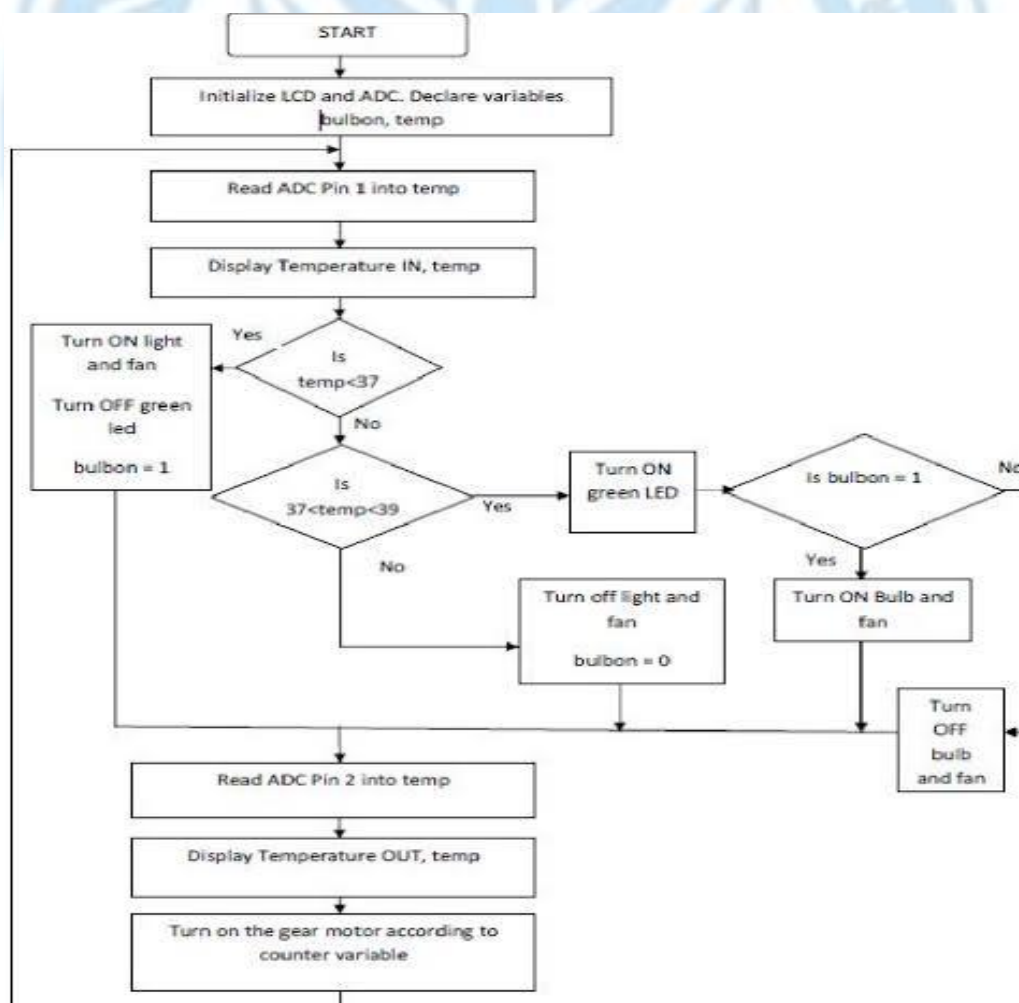 START
Initialize LCD and ADC. Declare variables
bulbon, temp
Read ADC Pin 1 into temp
Display Temperature IN, temp
Yes
Turn ON light
and fan
Turn OFF green
led
bulbon = 1
Is
temp<37
No
Is
37<temp<39
Yes
Turn ON
green LED
Is bulbon = 1
No
No
Yes
Turn off light and
fan
bulbon = 0
Turn ON Bulb and
fan
Turn
OFF
bulb
and fan
Read ADC Pin 2 into temp
Display Temperature OUT, temp
Turn on the gear motor according to
counter variable